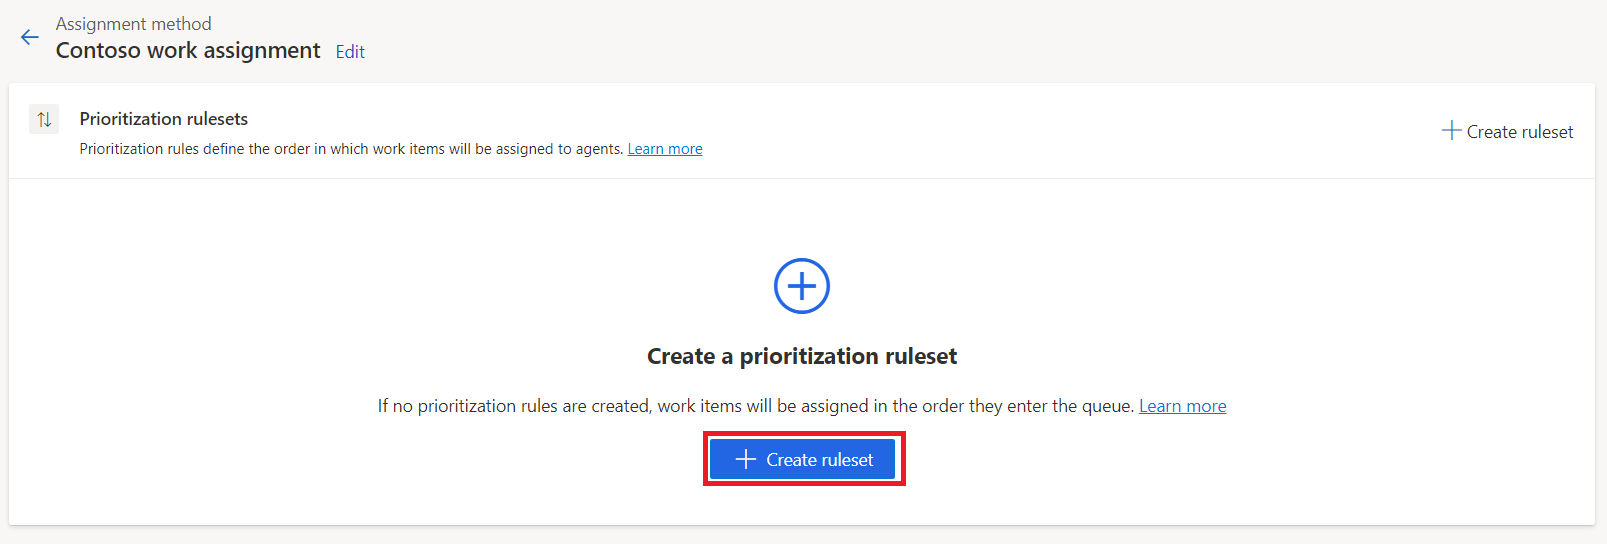 Assignment method
Contoso work assignment Edit
Prioritization rulesets
Prioritization rules define the order in which work items will be assigned to agents. Learn more
Create ruleset
Create a prioritization ruleset
If no prioritization rules are created, work items will be assigned in the order they enter the queue. Learn more
Create ruleset